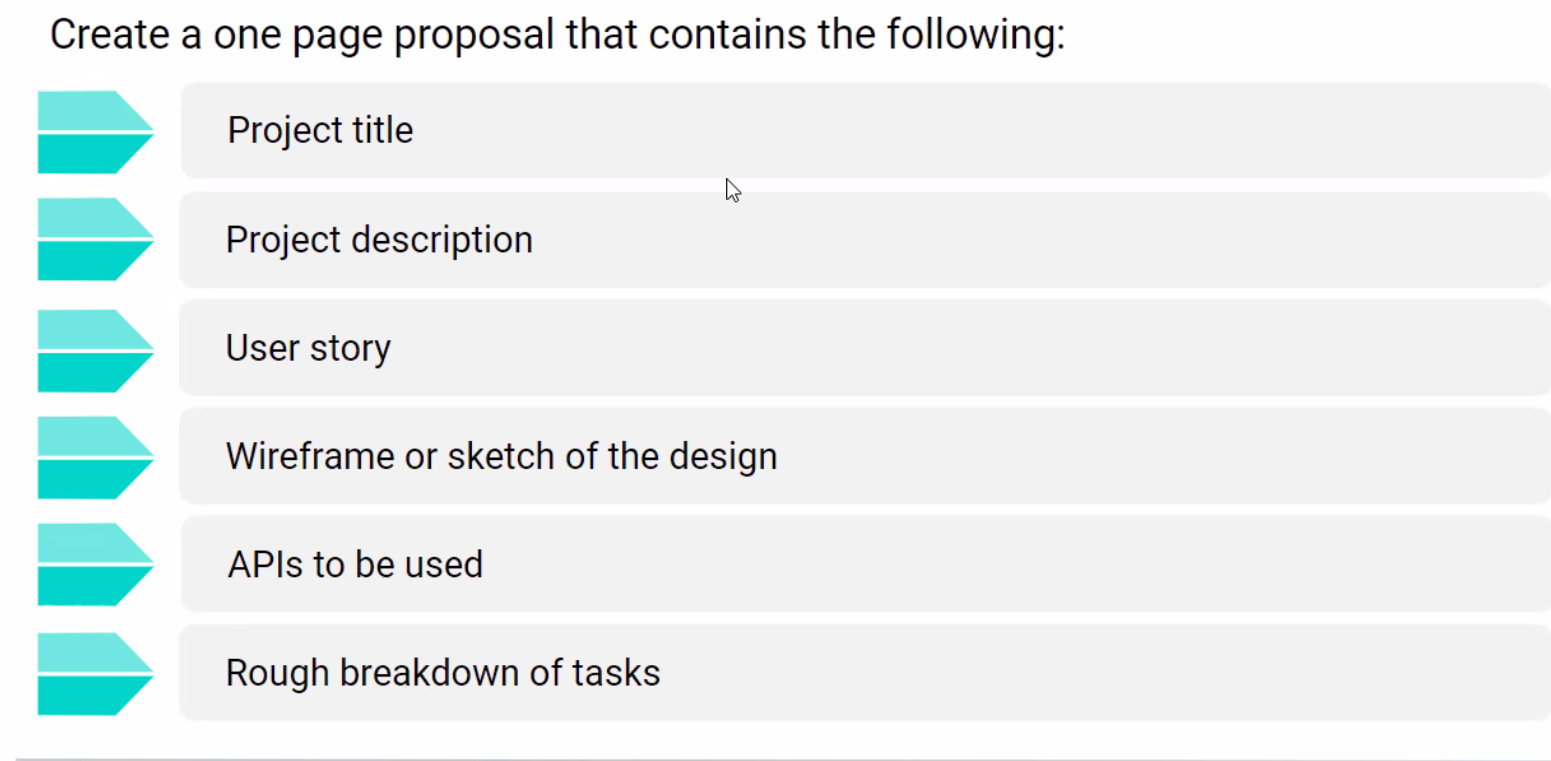 Create a one page proposal that contains the following:
Project title
Project description
User story
Wireframe or sketch of the design
APIs to be used
Rough breakdown of tasks